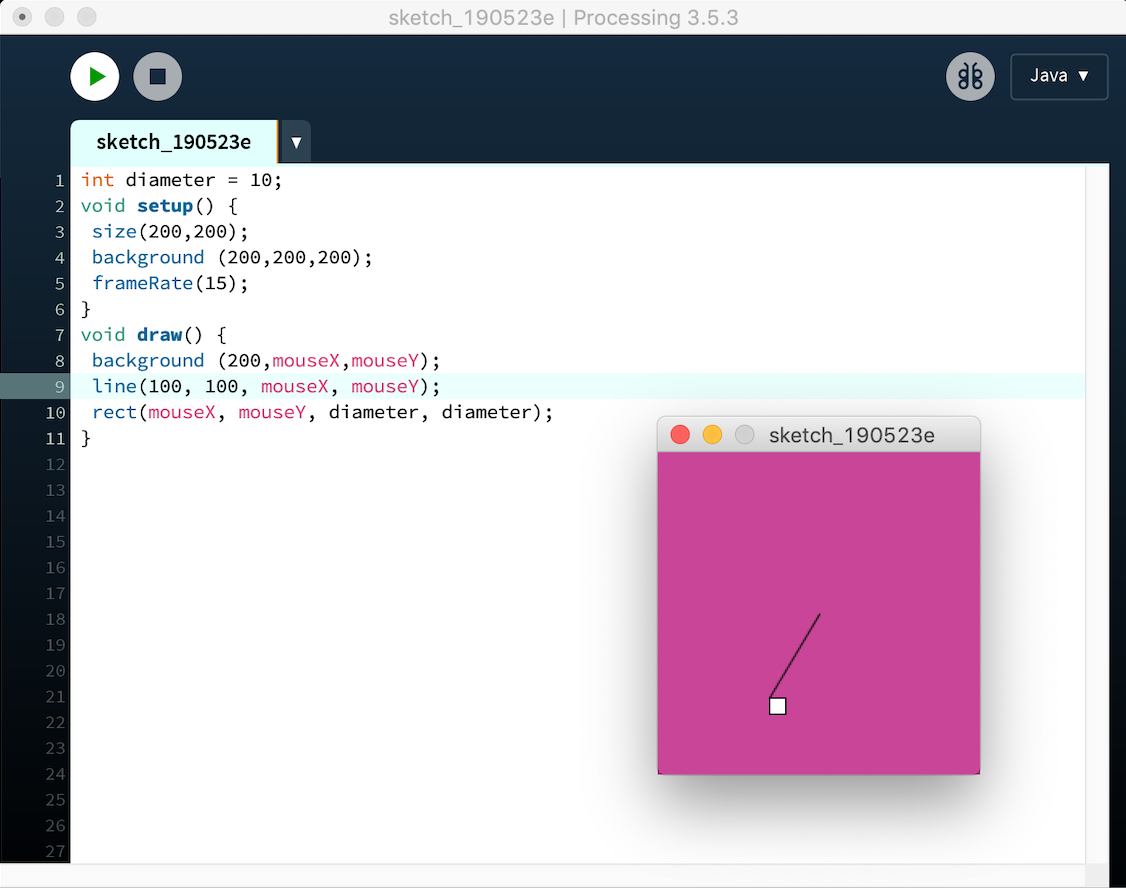 sketch_190523e | Processing 3.5.3
Java ▼
sketch_190523e ▼
1 int diameter = 10;
2 void setup() {
3 size(200,200);
4 background (200,200,200);
5 frameRate(15);
6 }
7 void draw() {
8 background (200,mouseX,mouseY);
9 line(100, 100, mouseX, mouseY);
10 rect(mouseX, mouseY, diameter, diameter);
11 }
12
13
14
15
16
17
18
19
20
21
22
23
24
25
26
27
sketch_190523e